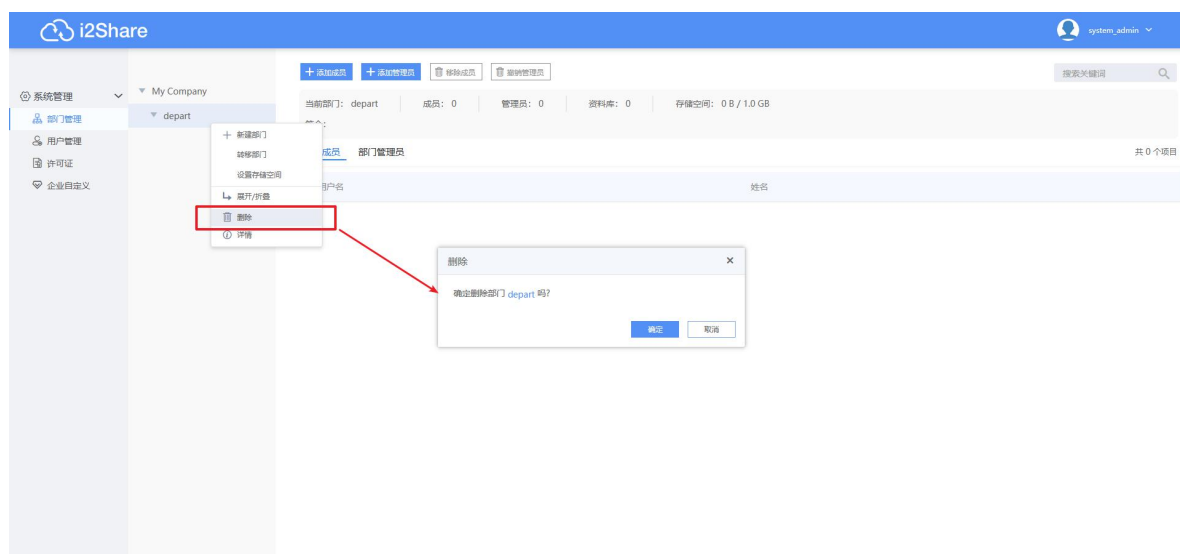 i2Share
system_admin
添加成员 添加管理员 移除成员 撤销管理员
搜索关键词
系统管理
My Company
当前部门: depart 成员: 0 管理员: 0 资料库: 0 存储空间: 0 B / 1.0 GB
部门管理
depart
新建部门
用户管理
转移部门
成员 部门管理员
共 0 个项目
许可证
设置存储空间
企业自定义
用户名 姓名
展开/折叠
删除
详情
删除
确定删除部门 depart 吗?
确定 取消